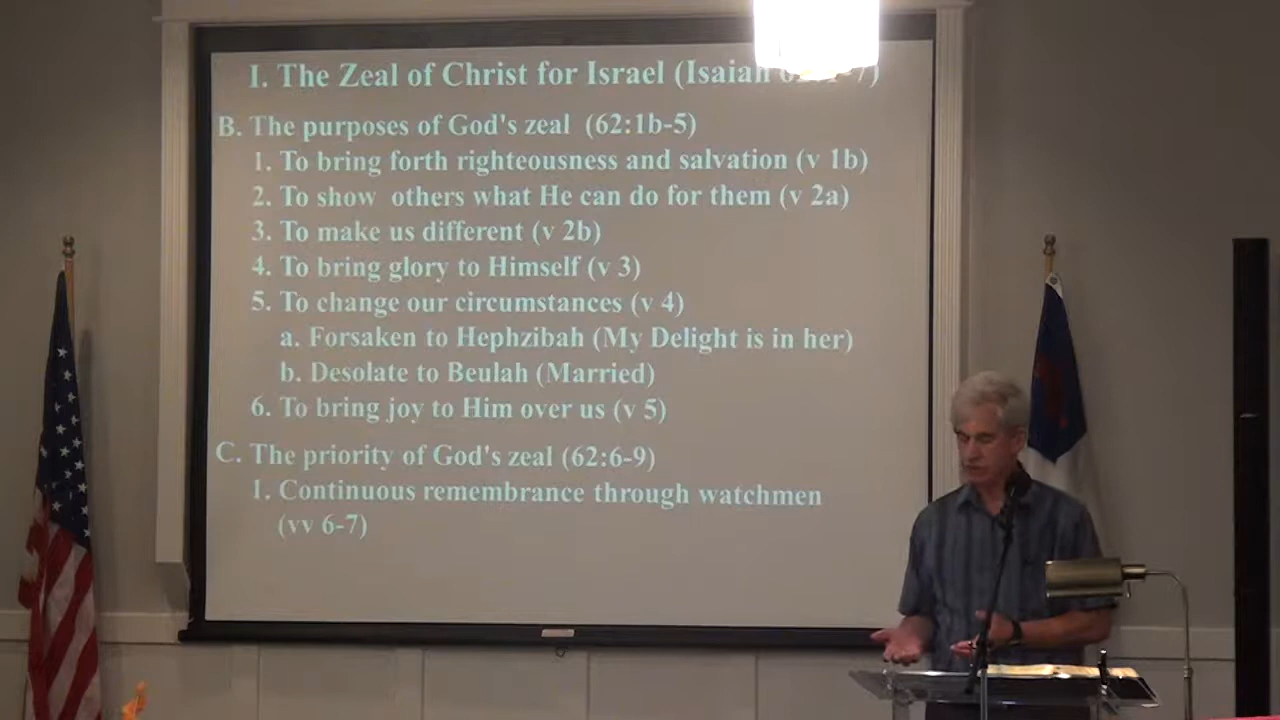 I. The Zeal of Christ for Israel (Isaiah
B. The purposes of God's zeal (62:1b-5)
1. To bring forth righteousness and salvation (v 1b)
2. To show others what He can do for them (v 2a)
3. To make us different (v 2b)
4. To bring glory to Himself (v 3)
5. To change our circumstances (v 4)
a. Forsaken to Hephzibah (My Delight is in her)
b. Desolate to Beulah (Married)
6. To bring joy to Him over us (v 5)
C. The priority of God's zeal (62:6-9)
1. Continuous remembrance through watchmen
(vv 6-7)